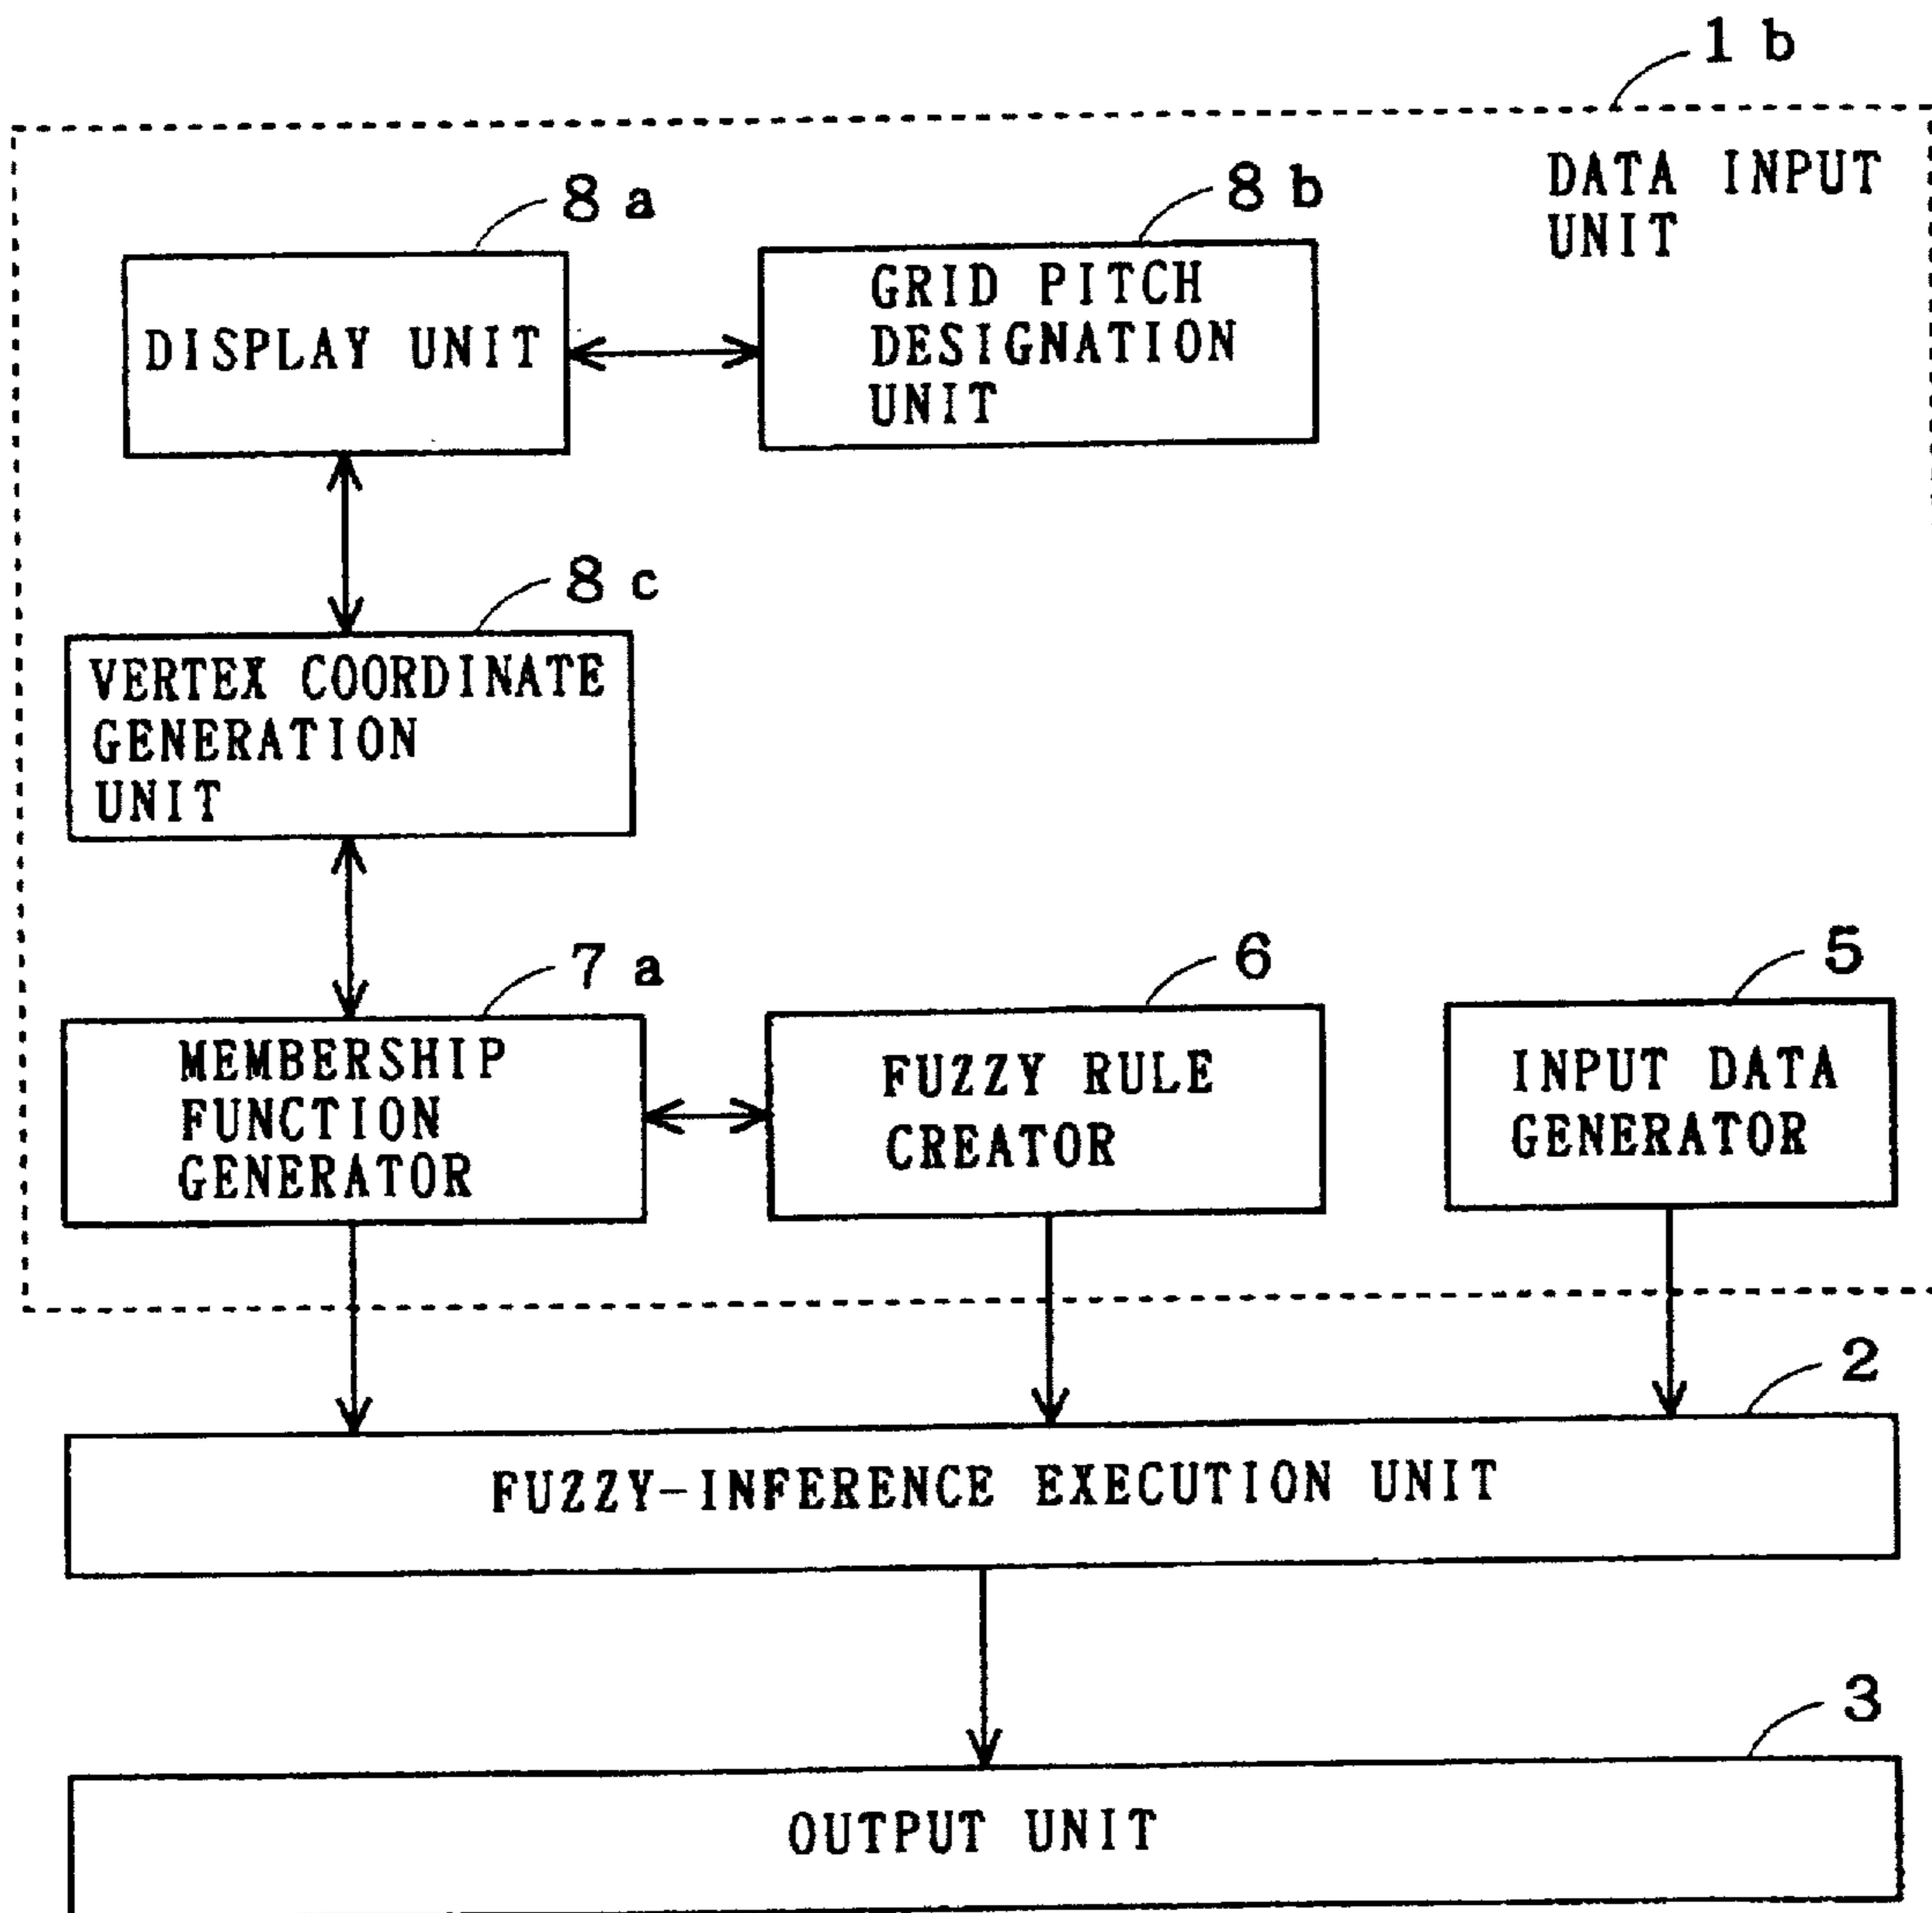 1 b
DATA INPUT
UNIT
8 a
8 b
DISPLAY UNIT
GRID PITCH
DESIGNATION
UNIT
8 c
VERTEX COORDINATE
GENERATION
UNIT
7 a
6
5
MEMBERSHIP
FUNCTION
GENERATOR
FUZZY RULE
CREATOR
INPUT DATA
GENERATOR
2
FUZZY-INFERENCE EXECUTION UNIT
3
OUTPUT UNIT